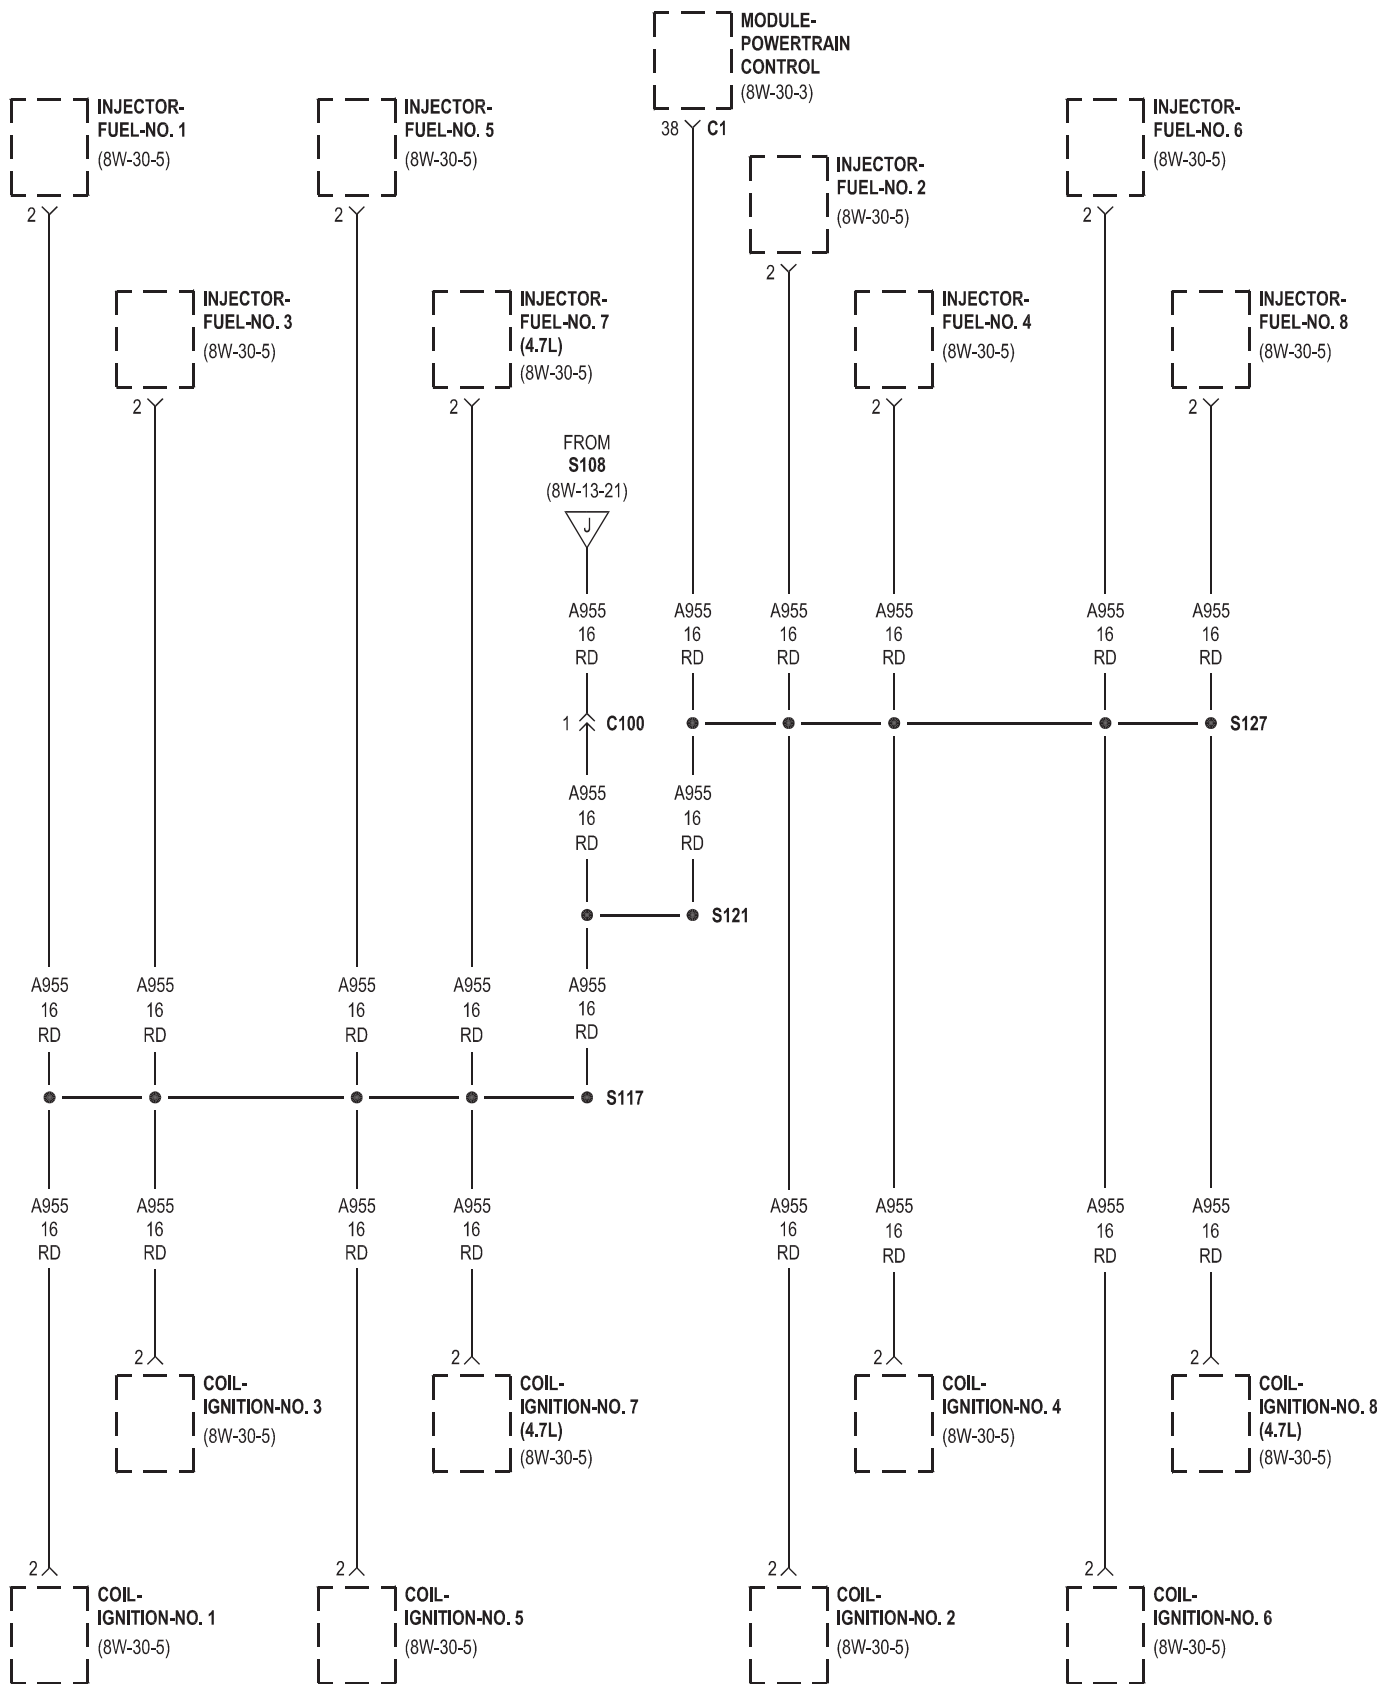 MODULE-
POWERTRAIN
CONTROL
(8W-30-3)
38
C1
INJECTOR-
FUEL-NO. 1
(8W-30-5)
2
INJECTOR-
FUEL-NO. 5
(8W-30-5)
2
INJECTOR-
FUEL-NO. 2
(8W-30-5)
2
INJECTOR-
FUEL-NO. 6
(8W-30-5)
2
INJECTOR-
FUEL-NO. 3
(8W-30-5)
2
INJECTOR-
FUEL-NO. 7
(4.7L)
(8W-30-5)
2
INJECTOR-
FUEL-NO. 4
(8W-30-5)
2
INJECTOR-
FUEL-NO. 8
(8W-30-5)
2
FROM
S108
(8W-13-21)
J
A955
16
RD
A955
16
RD
A955
16
RD
A955
16
RD
A955
16
RD
A955
16
RD
1
C100
S127
A955
16
RD
A955
16
RD
S121
A955
16
RD
A955
16
RD
A955
16
RD
A955
16
RD
A955
16
RD
S117
A955
16
RD
A955
16
RD
A955
16
RD
A955
16
RD
A955
16
RD
A955
16
RD
A955
16
RD
A955
16
RD
2
COIL-
IGNITION-NO. 3
(8W-30-5)
2
COIL-
IGNITION-NO. 7
(4.7L)
(8W-30-5)
2
COIL-
IGNITION-NO. 4
(8W-30-5)
2
COIL-
IGNITION-NO. 8
(4.7L)
(8W-30-5)
2
COIL-
IGNITION-NO. 1
(8W-30-5)
2
COIL-
IGNITION-NO. 5
(8W-30-5)
2
COIL-
IGNITION-NO. 2
(8W-30-5)
2
COIL-
IGNITION-NO. 6
(8W-30-5)